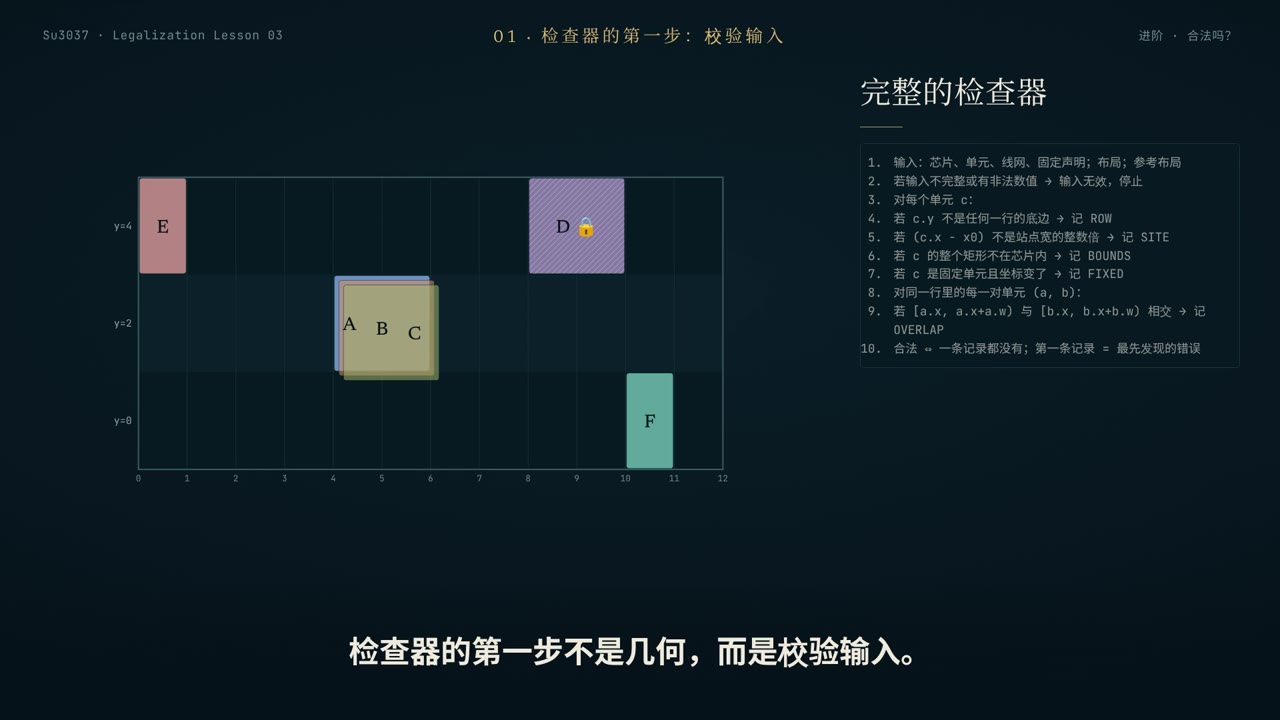 Su3037 · Legalization Lesson 03
01 · 检查器的第一步: 校验输入
进阶 · 合法吗?
完整的检查器
1. 输入: 芯片、单元、线网、固定声明; 布局; 参考布局
2. 若输入不完整或有非法数值 → 输入无效, 停止
3. 对每个单元 c:
4. 若 c.y 不是任何一行的底边 → 记 ROW
5. 若 (c.x - x0) 不是站点宽的整数倍 → 记 SITE
6. 若 c 的整个矩形不在芯片内 → 记 BOUNDS
7. 若 c 是固定单元且坐标变了 → 记 FIXED
8. 对同一行里的每一对单元 (a, b):
9. 若 [a.x, a.x+a.w) 与 [b.x, b.x+b.w) 相交 → 记
OVERLAP
10. 合法 ⇔ 一条记录都没有; 第一条记录 = 最先发现的错误
E
D 🔒
y=4
A B C
y=2
F
y=0
0 1 2 3 4 5 6 7 8 9 10 11 12
检查器的第一步不是几何，而是校验输入。